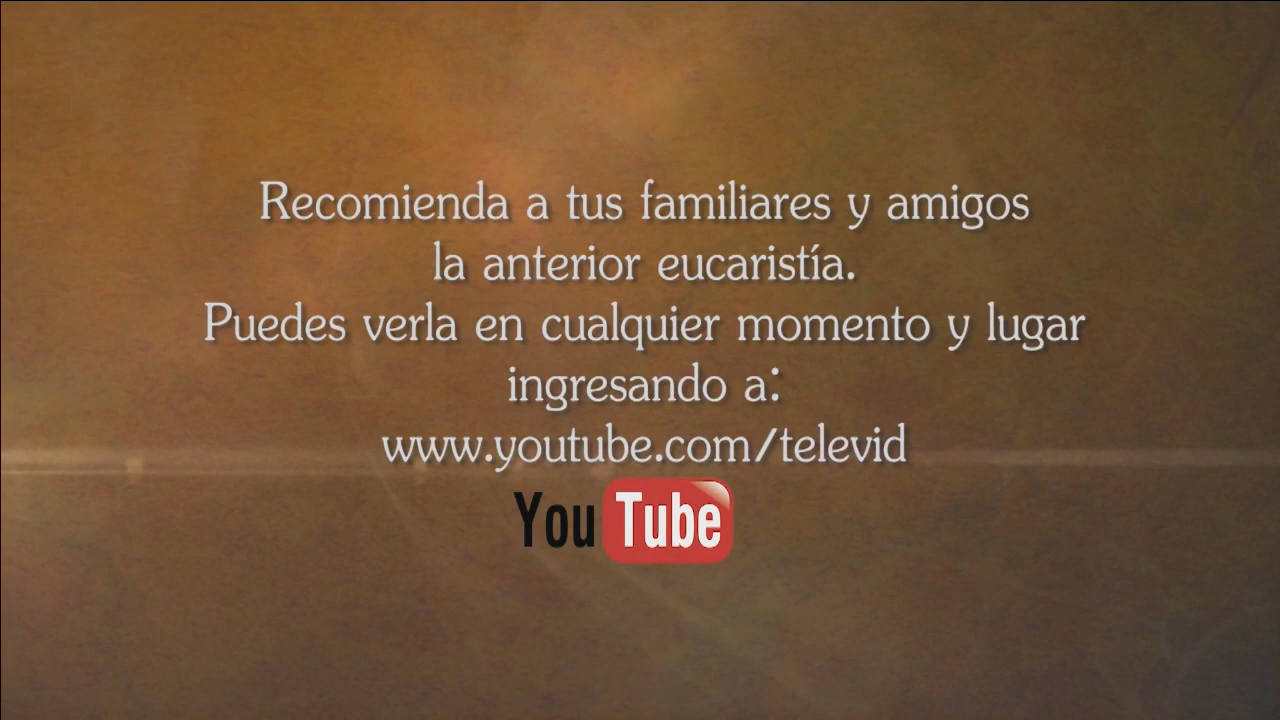 Recomienda a tus familiares y amigos
la anterior eucaristía.
Puedes verla en cualquier momento y lugar
ingresando a:
www.youtube.com/televid
YouTube